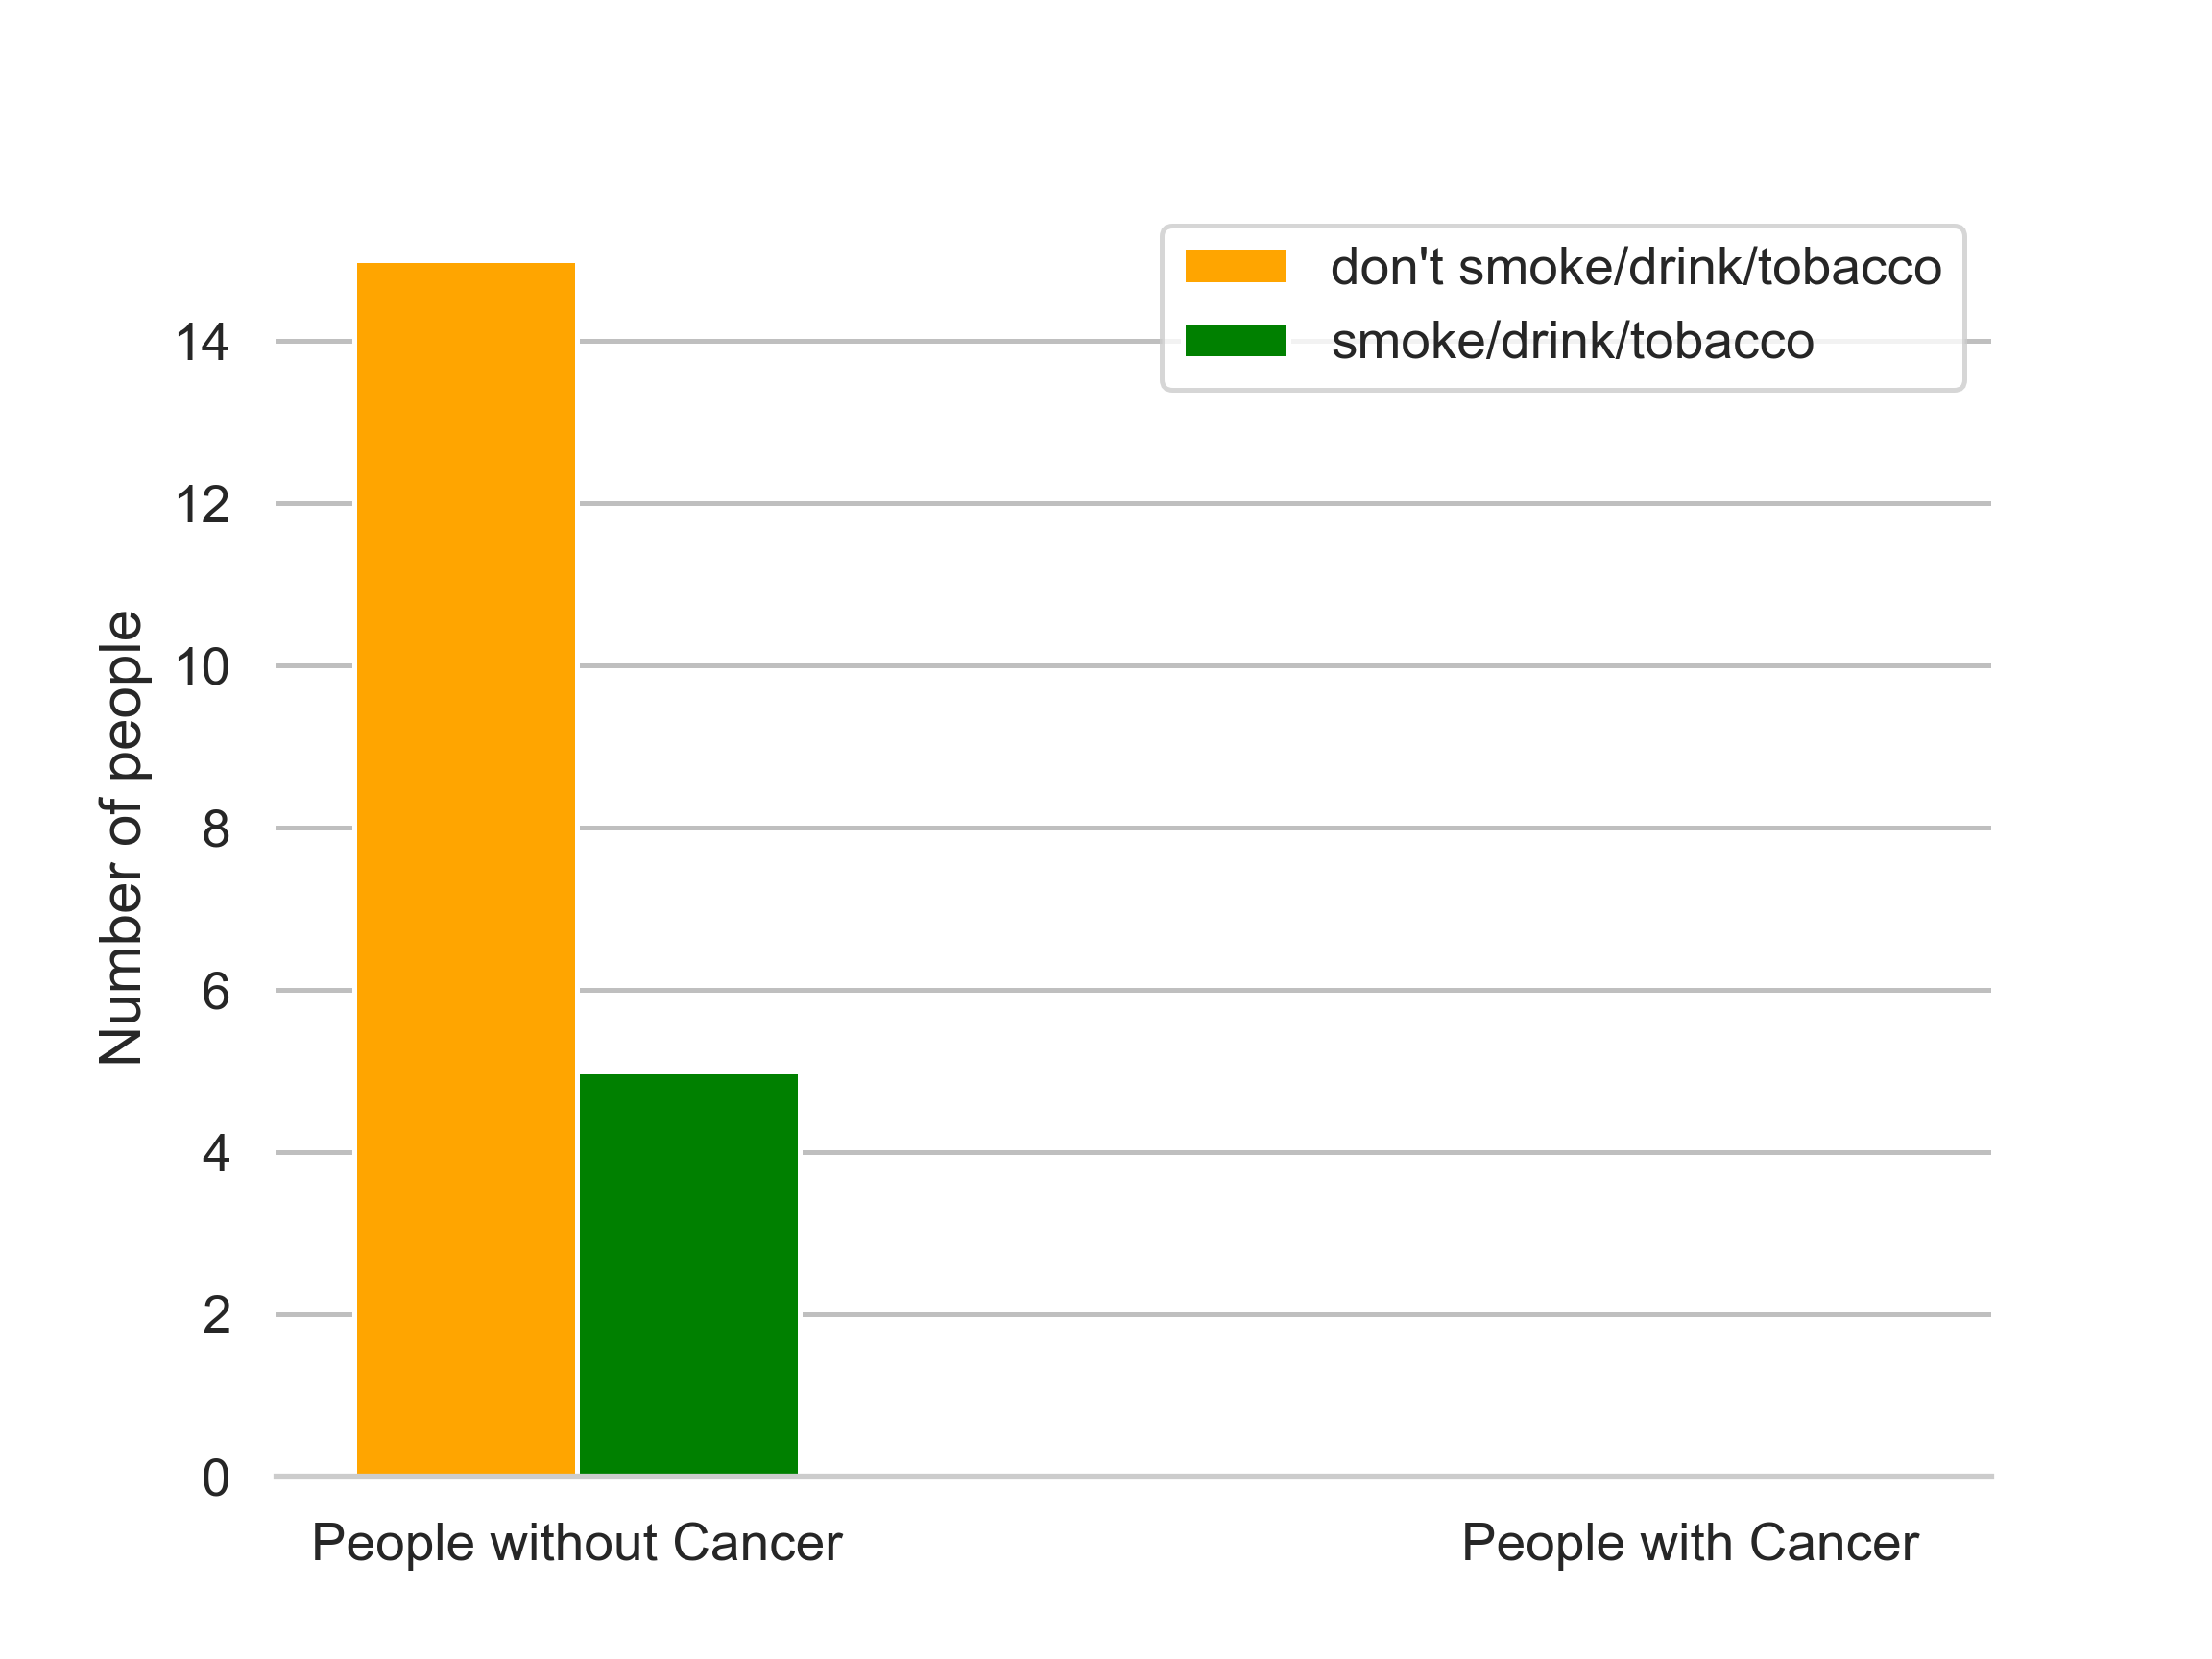 don't smoke/drink/tobacco
smoke/drink/tobacco
14
12
10
8
6
4
2
0
Number of people
People without Cancer
People with Cancer